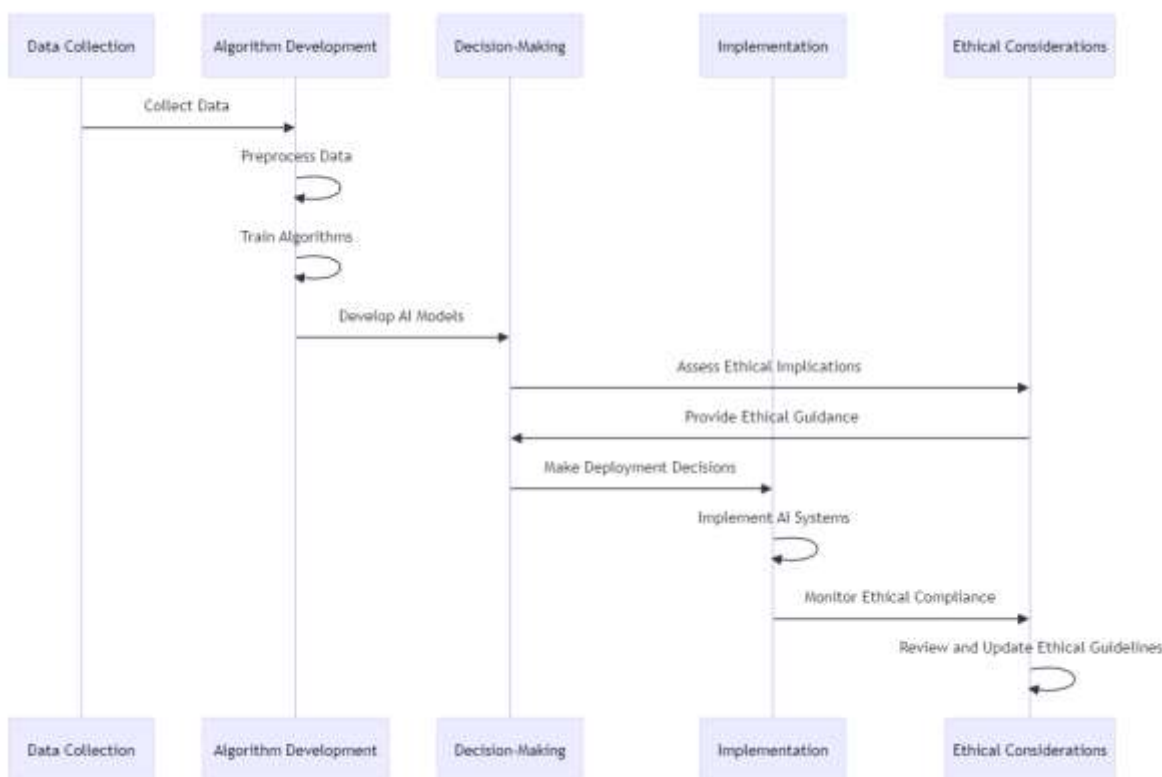 Data Collection
Algorithm Development
Decision-Making
Implementation
Ethical Considerations
Collect Data
Preprocess Data
Train Algorithms
Develop AI Models
Assess Ethical Implications
Provide Ethical Guidance
Make Deployment Decisions
Implement AI Systems
Monitor Ethical Compliance
Review and Update Ethical Guidelines
Data Collection
Algorithm Development
Decision-Making
Implementation
Ethical Considerations